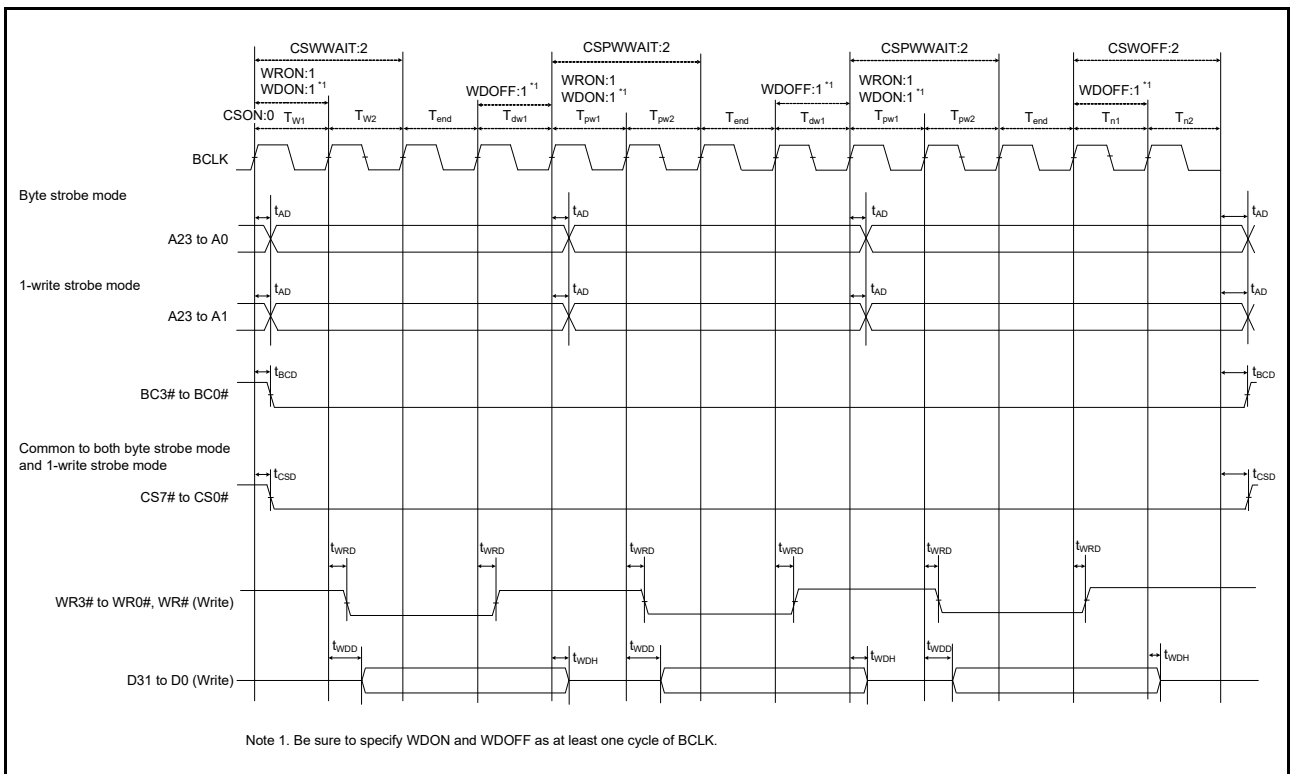 CSWWAIT:2 CSPWWAIT:2 CSPWWAIT:2 CSWOFF:2
WRON:1 WRON:1 WRON:1
WDON:1 *1 WDOFF:1 *1 WDON:1 *1 WDOFF:1 *1 WDON:1 *1 WDOFF:1 *1
CSON:0 TW1 TW2 Tend Tdw1 Tpw1 Tpw2 Tend Tdw1 Tpw1 Tpw2 Tend Tn1 Tn2
BCLK
Byte strobe mode
tAD tAD tAD tAD
A23 to A0
1-write strobe mode
tAD tAD tAD tAD
A23 to A1
tBCD tBCD
BC3# to BC0#
Common to both byte strobe mode
and 1-write strobe mode
tCSD tCSD
CS7# to CS0#
tWRD tWRD tWRD tWRD tWRD tWRD
WR3# to WR0#, WR# (Write)
tWDD tWDH tWDD tWDH tWDD tWDH
D31 to D0 (Write)
Note 1. Be sure to specify WDON and WDOFF as at least one cycle of BCLK.